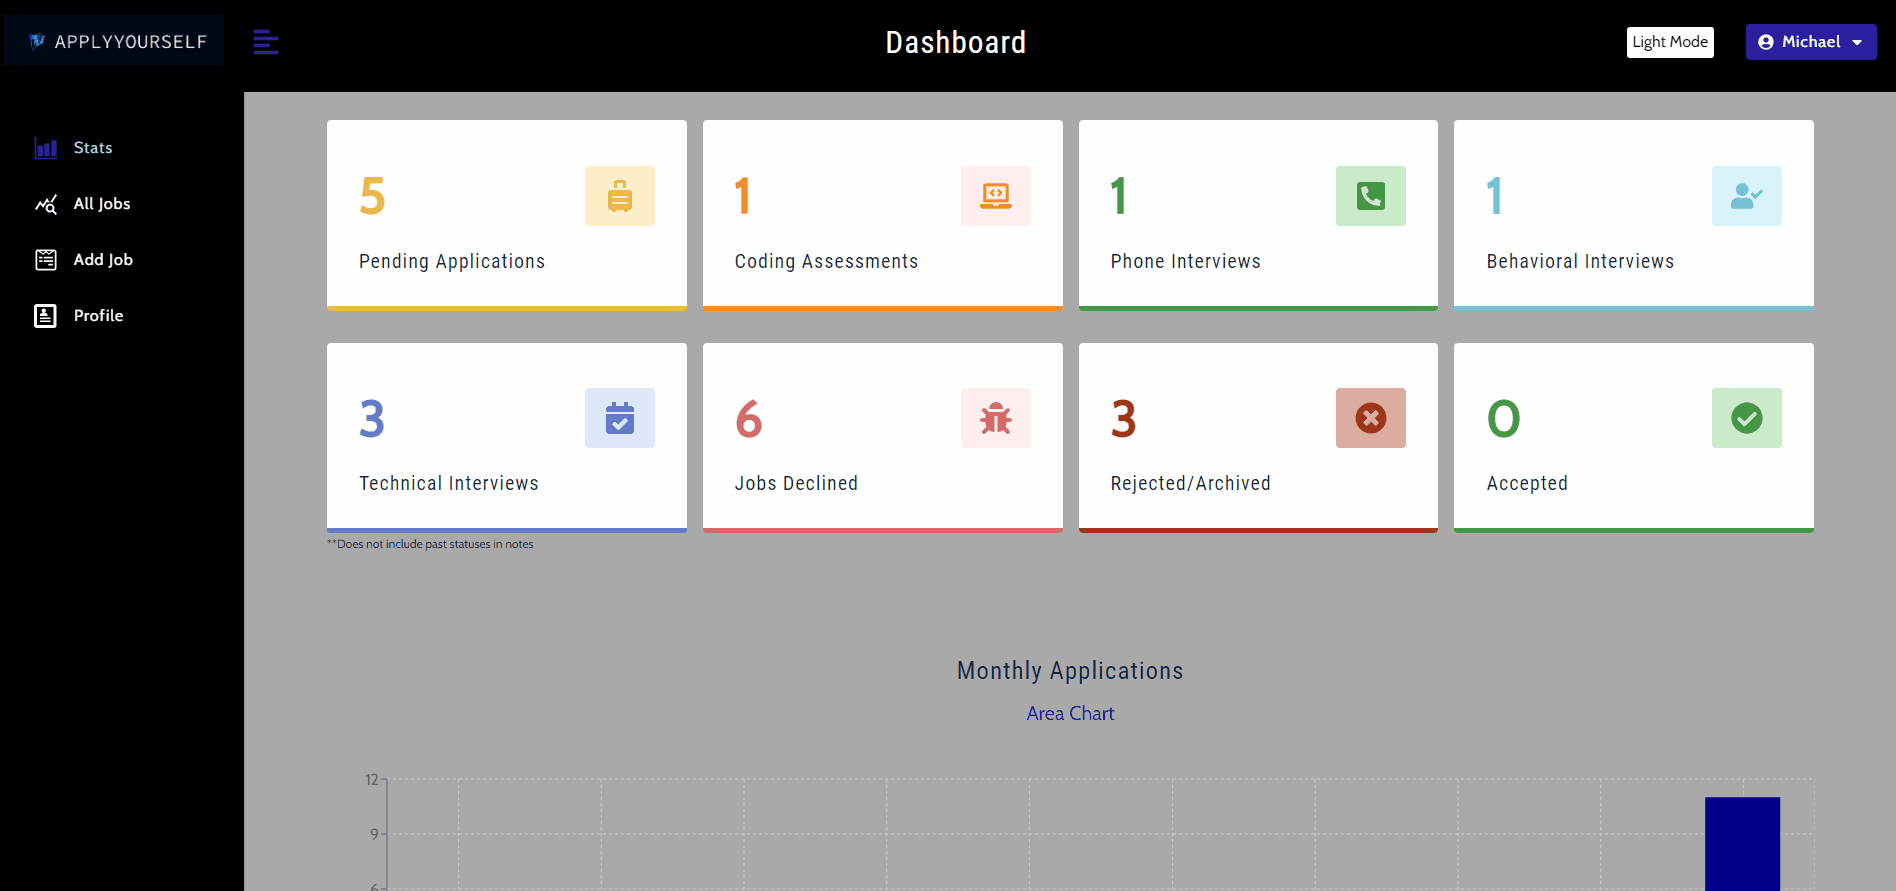 APPLYYOURSELF
Dashboard
Light Mode
Michael
Stats
All Jobs
Add Job
Profile
5
Pending Applications
1
Coding Assessments
1
Phone Interviews
1
Behavioral Interviews
3
Technical Interviews
6
Jobs Declined
3
Rejected/Archived
0
Accepted
**Does not include past statuses in notes
Monthly Applications
Area Chart
12
9
6